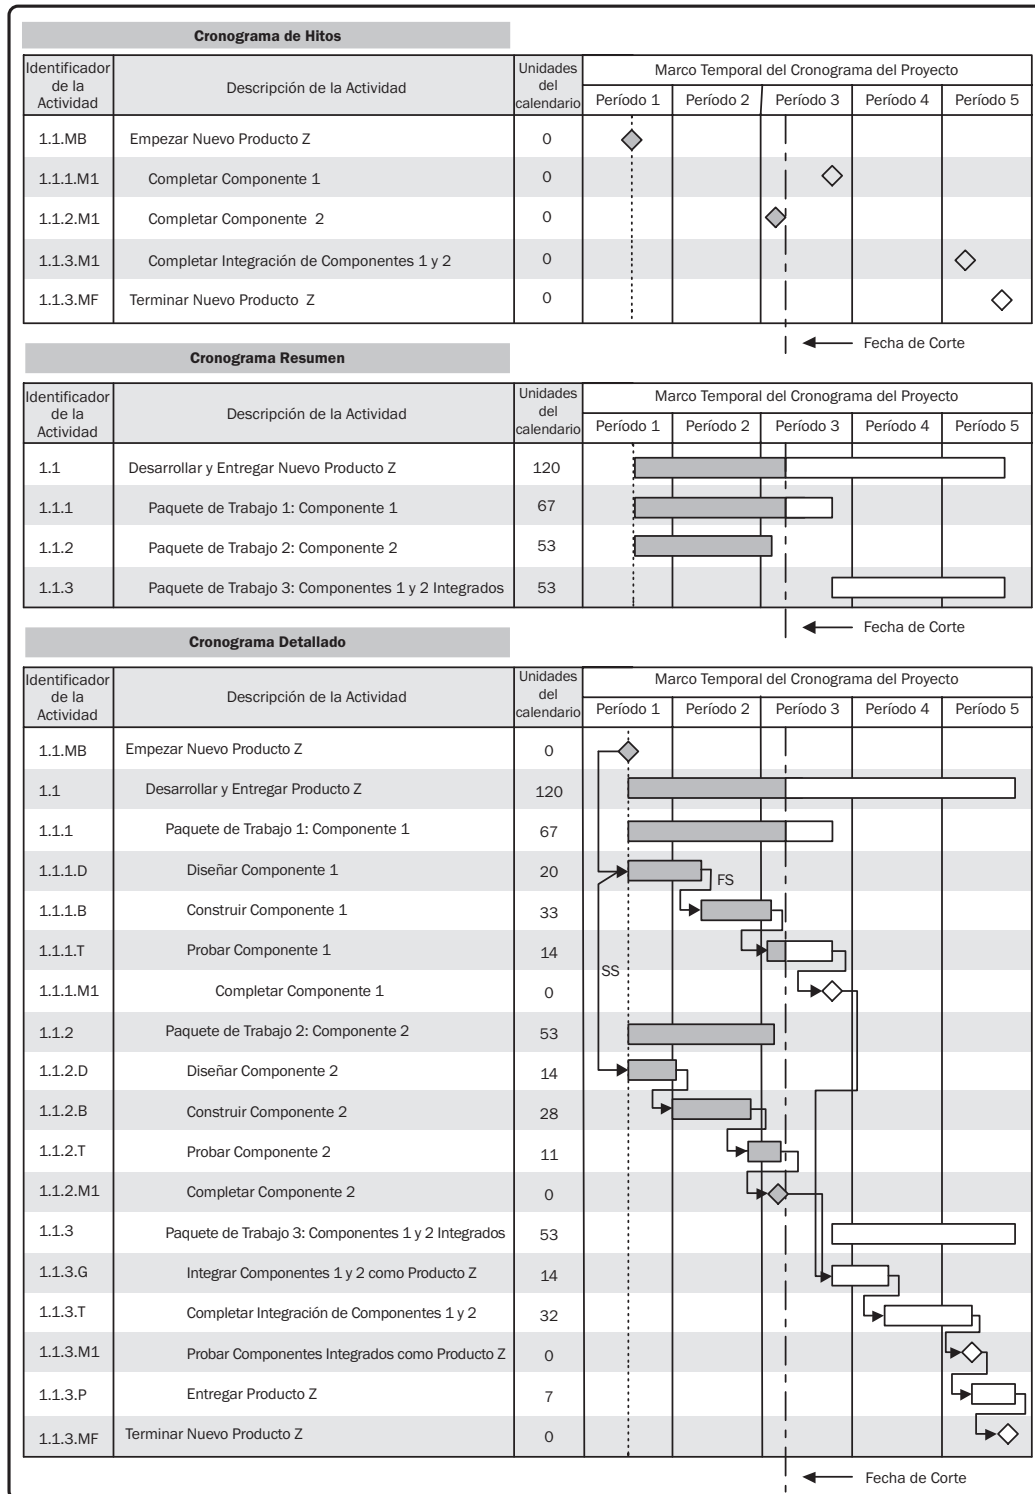 Cronograma de Hitos
Identificador de la Actividad
Descripción de la Actividad
Unidades del calendario
Marco Temporal del Cronograma del Proyecto
Período 1 Período 2 Período 3 Período 4 Período 5
1.1.MB Empezar Nuevo Producto Z 0
1.1.1.M1 Completar Componente 1 0
1.1.2.M1 Completar Componente 2 0
1.1.3.M1 Completar Integración de Componentes 1 y 2 0
1.1.3.MF Terminar Nuevo Producto Z 0
Fecha de Corte
Cronograma Resumen
Identificador de la Actividad
Descripción de la Actividad
Unidades del calendario
Marco Temporal del Cronograma del Proyecto
Período 1 Período 2 Período 3 Período 4 Período 5
1.1 Desarrollar y Entregar Nuevo Producto Z 120
1.1.1 Paquete de Trabajo 1: Componente 1 67
1.1.2 Paquete de Trabajo 2: Componente 2 53
1.1.3 Paquete de Trabajo 3: Componentes 1 y 2 Integrados 53
Fecha de Corte
Cronograma Detallado
Identificador de la Actividad
Descripción de la Actividad
Unidades del calendario
Marco Temporal del Cronograma del Proyecto
Período 1 Período 2 Período 3 Período 4 Período 5
1.1.MB Empezar Nuevo Producto Z 0
1.1 Desarrollar y Entregar Producto Z 120
1.1.1 Paquete de Trabajo 1: Componente 1 67
1.1.1.D Diseñar Componente 1 20
FS
1.1.1.B Construir Componente 1 33
1.1.1.T Probar Componente 1 14
SS
1.1.1.M1 Completar Componente 1 0
1.1.2 Paquete de Trabajo 2: Componente 2 53
1.1.2.D Diseñar Componente 2 14
1.1.2.B Construir Componente 2 28
1.1.2.T Probar Componente 2 11
1.1.2.M1 Completar Componente 2 0
1.1.3 Paquete de Trabajo 3: Componentes 1 y 2 Integrados 53
1.1.3.G Integrar Componentes 1 y 2 como Producto Z 14
1.1.3.T Completar Integración de Componentes 1 y 2 32
1.1.3.M1 Probar Componentes Integrados como Producto Z 0
1.1.3.P Entregar Producto Z 7
1.1.3.MF Terminar Nuevo Producto Z 0
Fecha de Corte